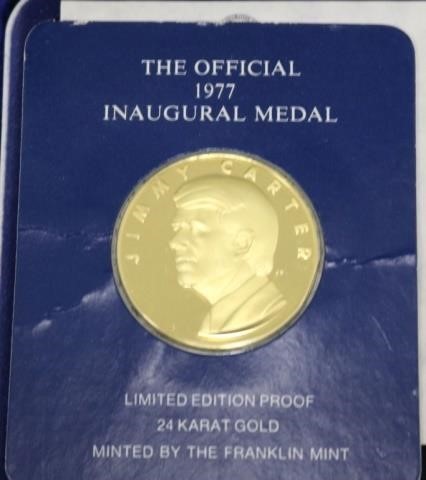 THE OFFICIAL
1977
INAUGURAL MEDAL
JIMMY CARTER
LIMITED EDITION PROOF
24 KARAT GOLD
MINTED BY THE FRANKLIN MINT